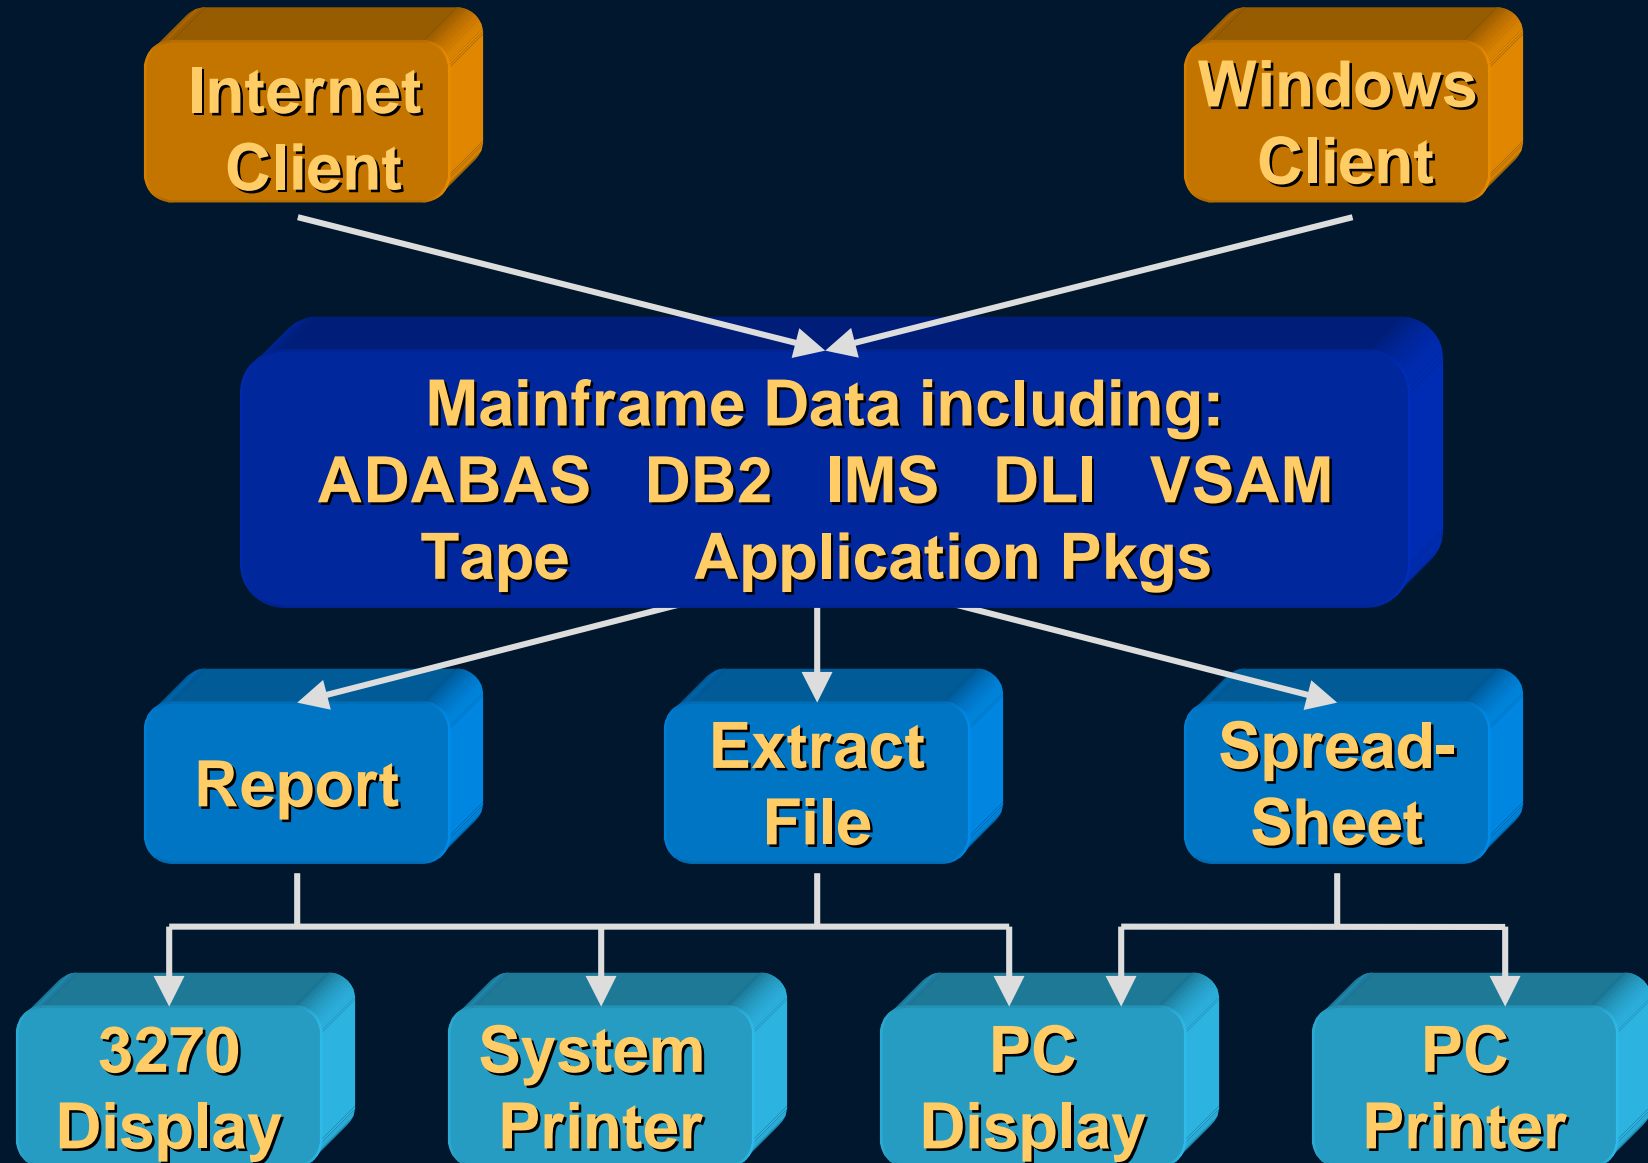 Internet
Client
Windows
Client
Mainframe Data including:
ADABAS DB2 IMS DLI VSAM
Tape Application Pkgs
Report
Extract
File
Spread-
Sheet
3270
Display
System
Printer
PC
Display
PC
Printer